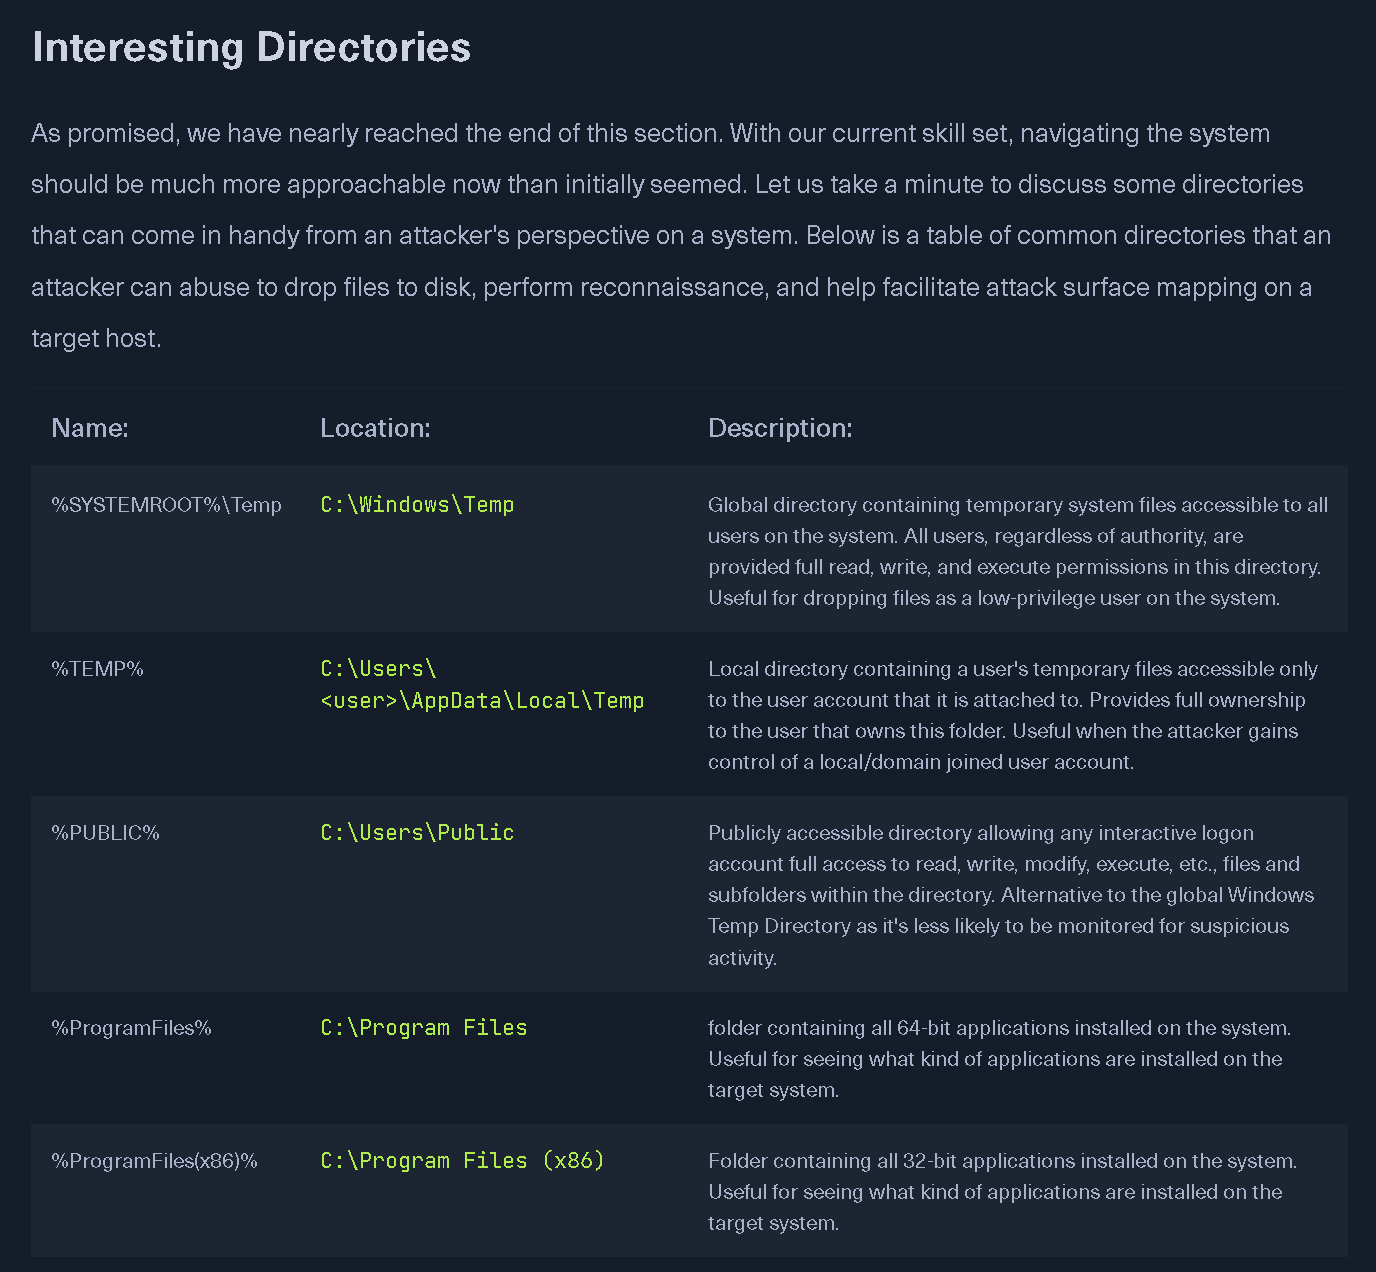 Interesting Directories
As promised, we have nearly reached the end of this section. With our current skill set, navigating the system
should be much more approachable now than initially seemed. Let us take a minute to discuss some directories
that can come in handy from an attacker's perspective on a system. Below is a table of common directories that an
attacker can abuse to drop files to disk, perform reconnaissance, and help facilitate attack surface mapping on a
target host.
Name: Location: Description:
%SYSTEMROOT%\Temp C:\Windows\Temp Global directory containing temporary system files accessible to all
users on the system. All users, regardless of authority, are
provided full read, write, and execute permissions in this directory.
Useful for dropping files as a low-privilege user on the system.
%TEMP% C:\Users\ Local directory containing a user's temporary files accessible only
<user>\AppData\Local\Temp to the user account that it is attached to. Provides full ownership
to the user that owns this folder. Useful when the attacker gains
control of a local/domain joined user account.
%PUBLIC% C:\Users\Public Publicly accessible directory allowing any interactive logon
account full access to read, write, modify, execute, etc., files and
subfolders within the directory. Alternative to the global Windows
Temp Directory as it's less likely to be monitored for suspicious
activity.
%ProgramFiles% C:\Program Files folder containing all 64-bit applications installed on the system.
Useful for seeing what kind of applications are installed on the
target system.
%ProgramFiles(x86)% C:\Program Files (x86) Folder containing all 32-bit applications installed on the system.
Useful for seeing what kind of applications are installed on the
target system.